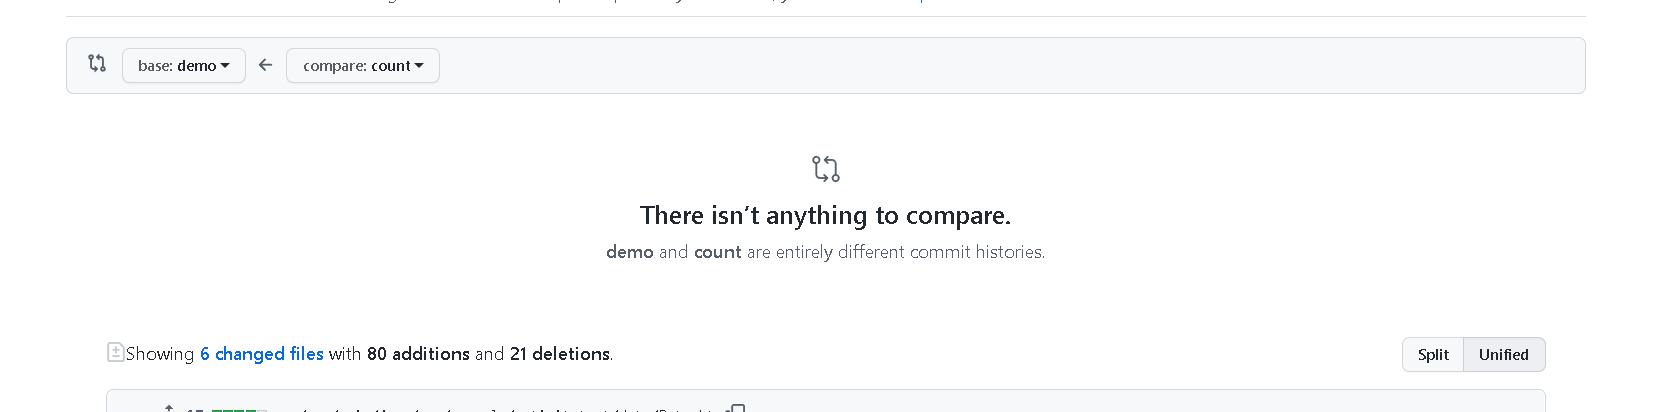 base: demo
compare: count
There isn’t anything to compare.
demo and count are entirely different commit histories.
Showing 6 changed files with 80 additions and 21 deletions.
Split Unified